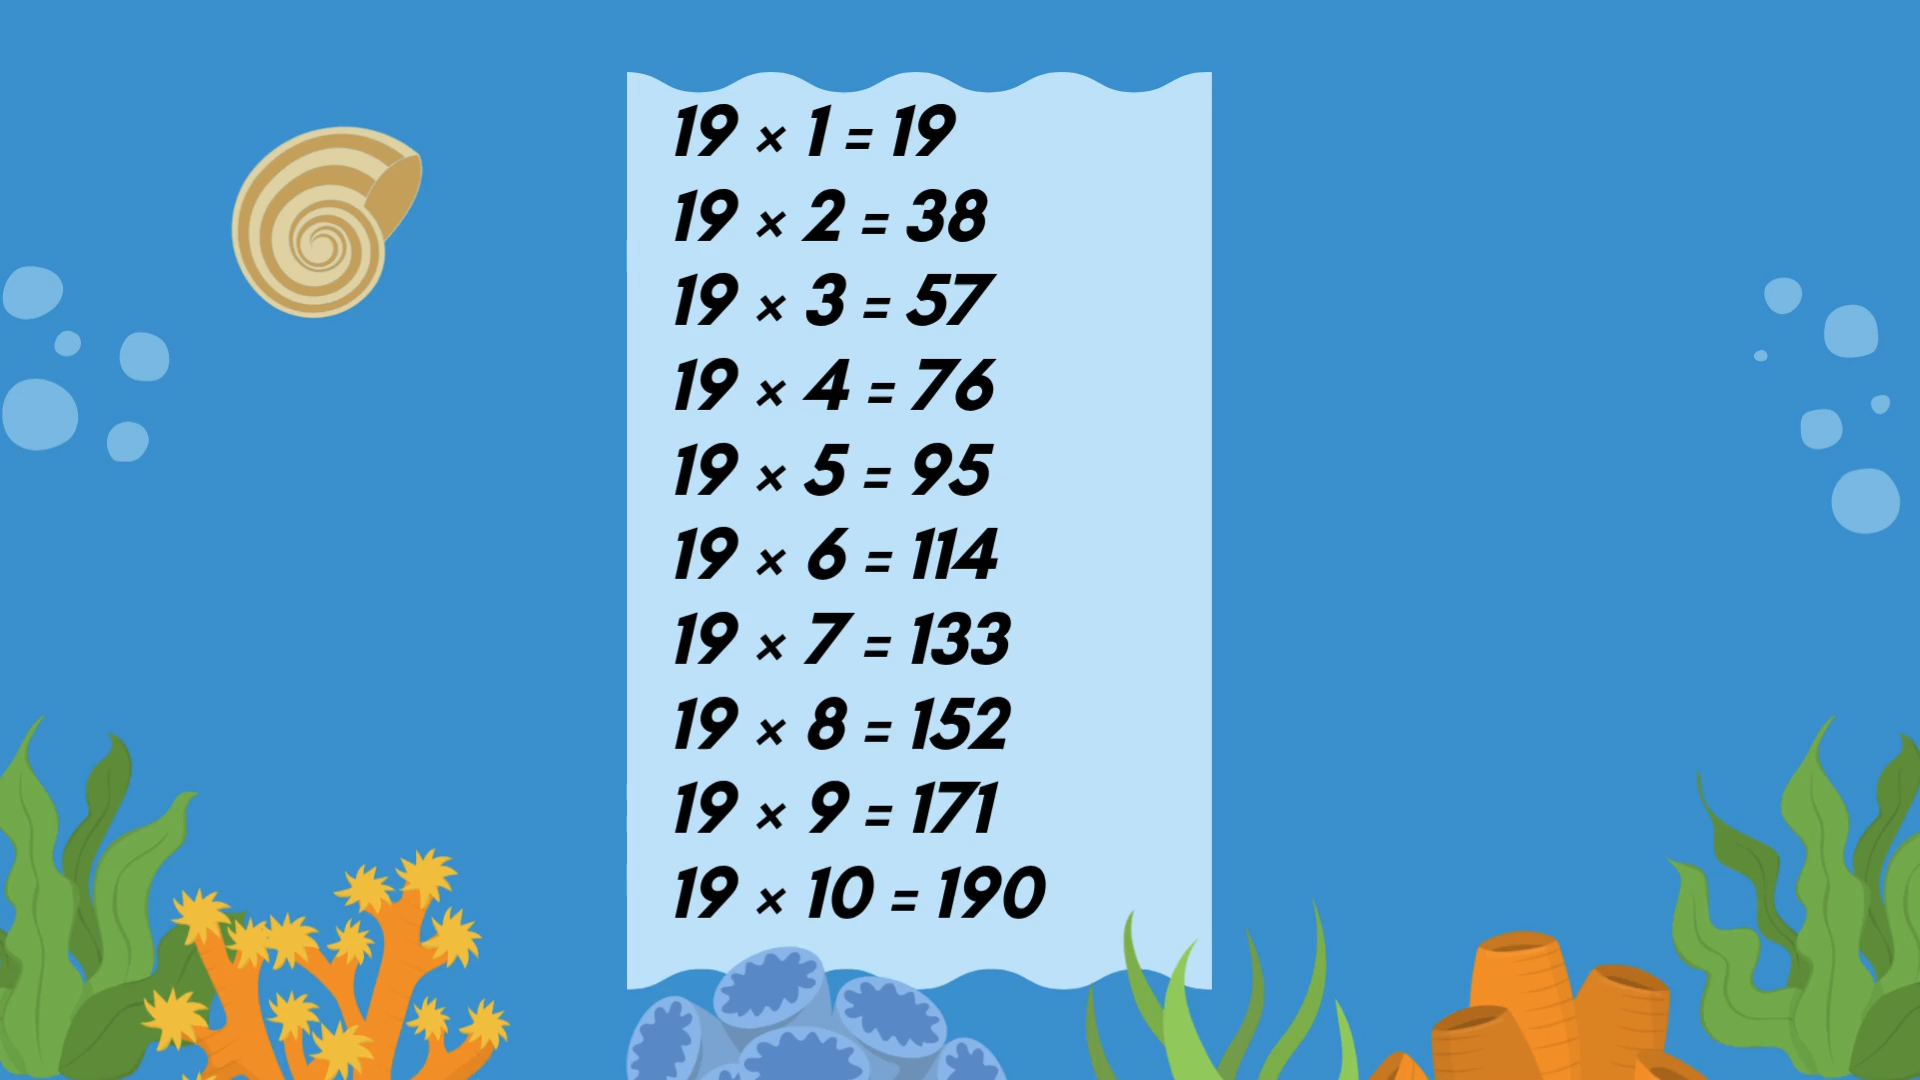 19 × 1 = 19
19 × 2 = 38
19 × 3 = 57
19 × 4 = 76
19 × 5 = 95
19 × 6 = 114
19 × 7 = 133
19 × 8 = 152
19 × 9 = 171
19 × 10 = 190